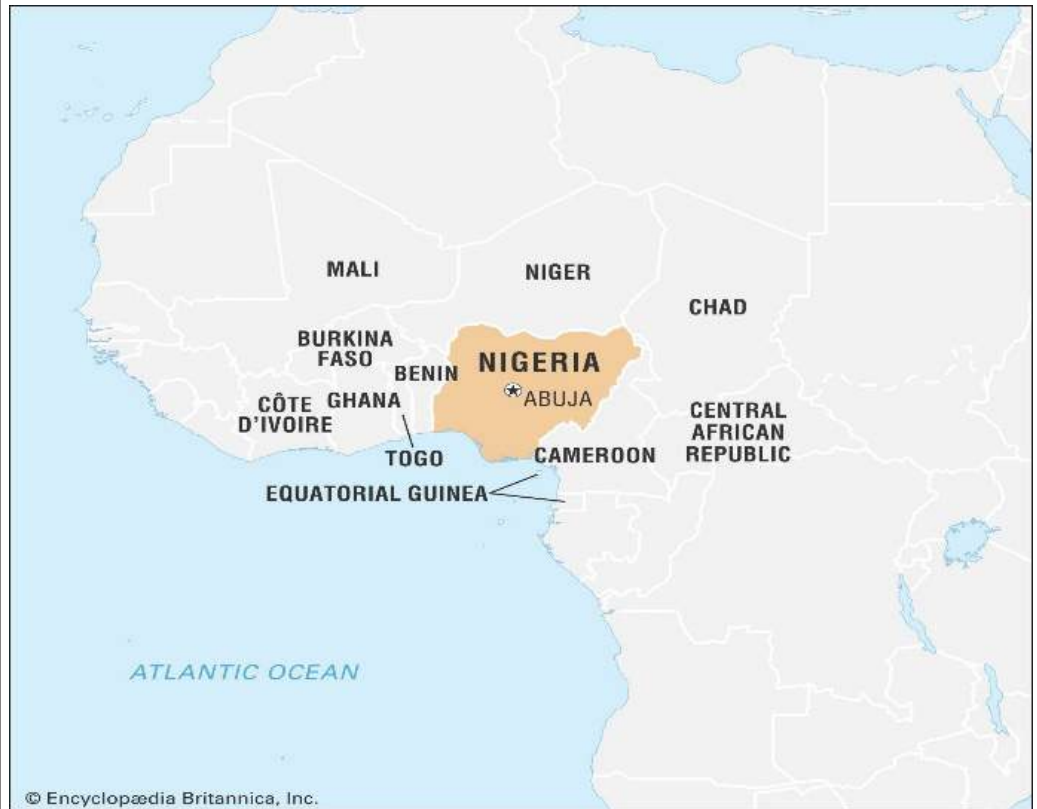 MALI
NIGER
CHAD
BURKINA
FASO
BENIN
NIGERIA
ABUJA
CÔTE
D'IVOIRE
GHANA
TOGO
CENTRAL
AFRICAN
REPUBLIC
CAMEROON
EQUATORIAL GUINEA
ATLANTIC OCEAN
© Encyclopædia Britannica, Inc.